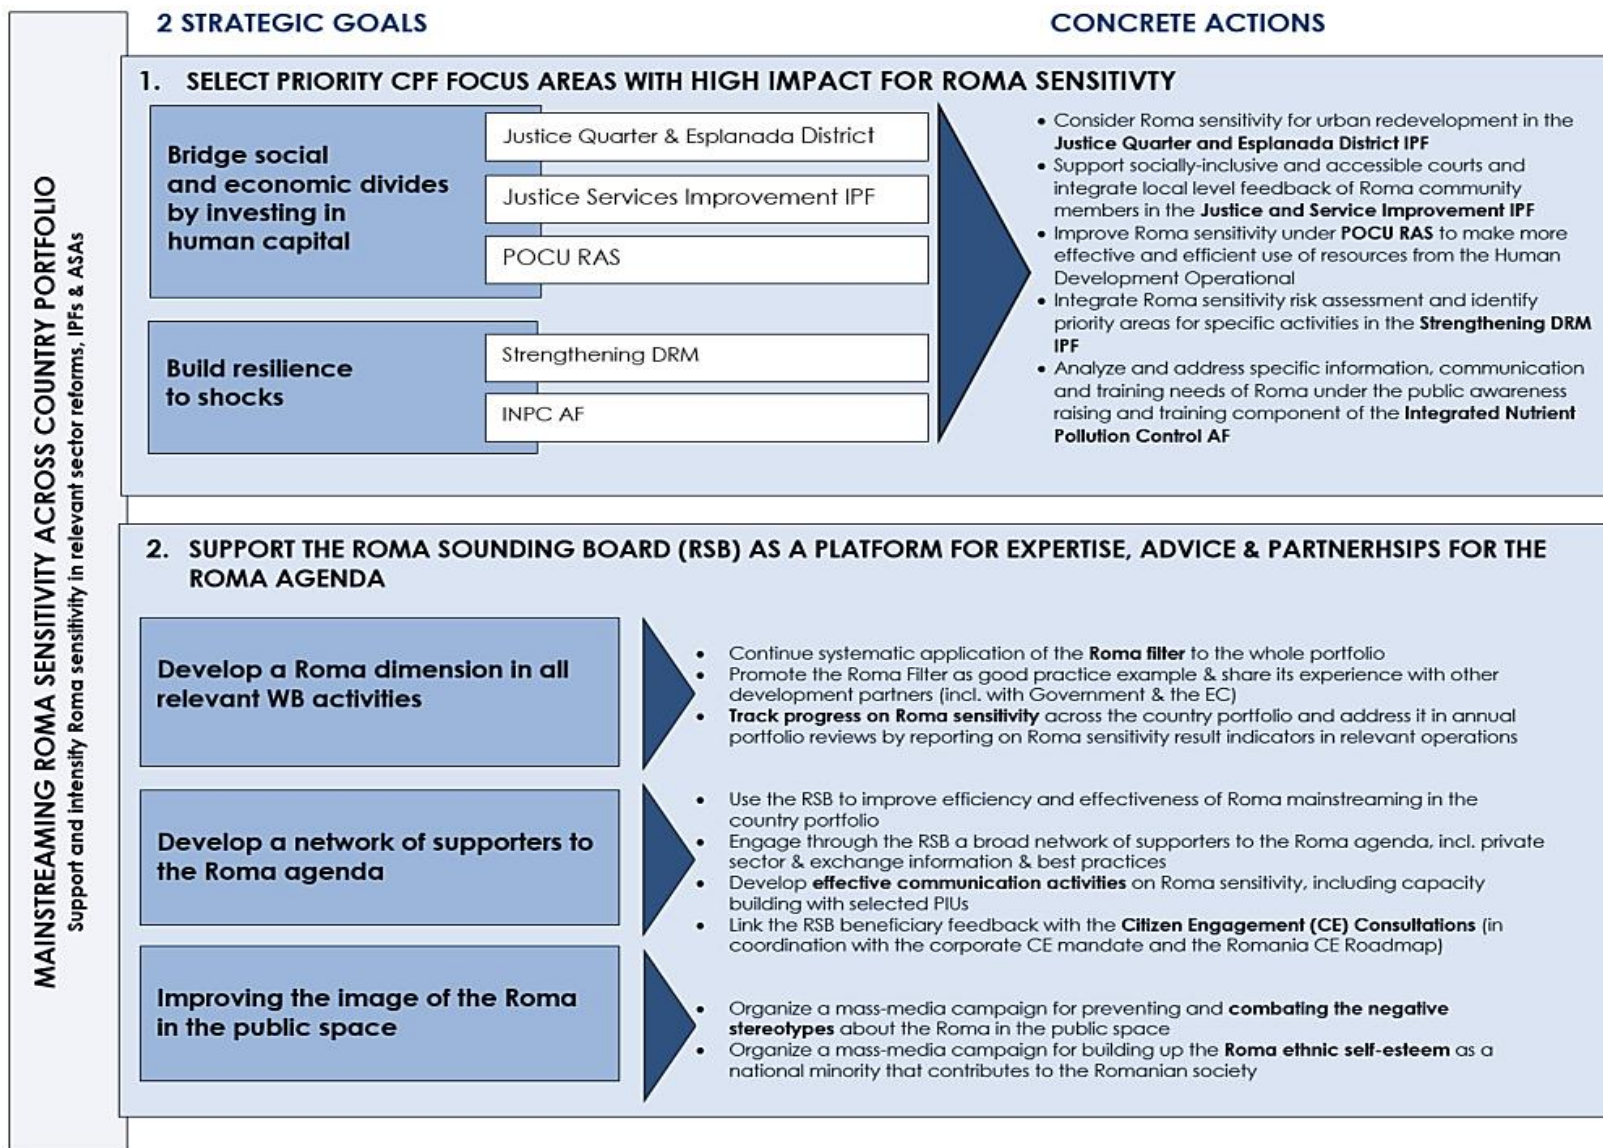 MAINSTREAMING ROMA SENSITIVITY ACROSS COUNTRY PORTFOLIO
Support and intensify Roma sensitivity in relevant sector reforms, IPFs & ASAs
2 STRATEGIC GOALS
CONCRETE ACTIONS
1. SELECT PRIORITY CPF FOCUS AREAS WITH HIGH IMPACT FOR ROMA SENSITIVTY
Bridge social
and economic divides
by investing in
human capital
Justice Quarter & Esplanada District
Justice Services Improvement IPF
POCU RAS
Build resilience
to shocks
Strengthening DRM
INPC AF
• Consider Roma sensitivity for urban redevelopment in the
Justice Quarter and Esplanada District IPF
• Support socially-inclusive and accessible courts and
integrate local level feedback of Roma community
members in the Justice and Service Improvement IPF
• Improve Roma sensitivity under POCU RAS to make more
effective and efficient use of resources from the Human
Development Operational
• Integrate Roma sensitivity risk assessment and identify
priority areas for specific activities in the Strengthening DRM
IPF
• Analyze and address specific information, communication
and training needs of Roma under the public awareness
raising and training component of the Integrated Nutrient
Pollution Control AF
2. SUPPORT THE ROMA SOUNDING BOARD (RSB) AS A PLATFORM FOR EXPERTISE, ADVICE & PARTNERHSIPS FOR THE
ROMA AGENDA
Develop a Roma dimension in all
relevant WB activities
• Continue systematic application of the Roma filter to the whole portfolio
• Promote the Roma Filter as good practice example & share its experience with other
development partners (incl. with Government & the EC)
• Track progress on Roma sensitivity across the country portfolio and address it in annual
portfolio reviews by reporting on Roma sensitivity result indicators in relevant operations
Develop a network of supporters to
the Roma agenda
• Use the RSB to improve efficiency and effectiveness of Roma mainstreaming in the
country portfolio
• Engage through the RSB a broad network of supporters to the Roma agenda, incl. private
sector & exchange information & best practices
• Develop effective communication activities on Roma sensitivity, including capacity
building with selected PIUs
• Link the RSB beneficiary feedback with the Citizen Engagement (CE) Consultations (in
coordination with the corporate CE mandate and the Romania CE Roadmap)
Improving the image of the Roma
in the public space
• Organize a mass-media campaign for preventing and combating the negative
stereotypes about the Roma in the public space
• Organize a mass-media campaign for building up the Roma ethnic self-esteem as a
national minority that contributes to the Romanian society